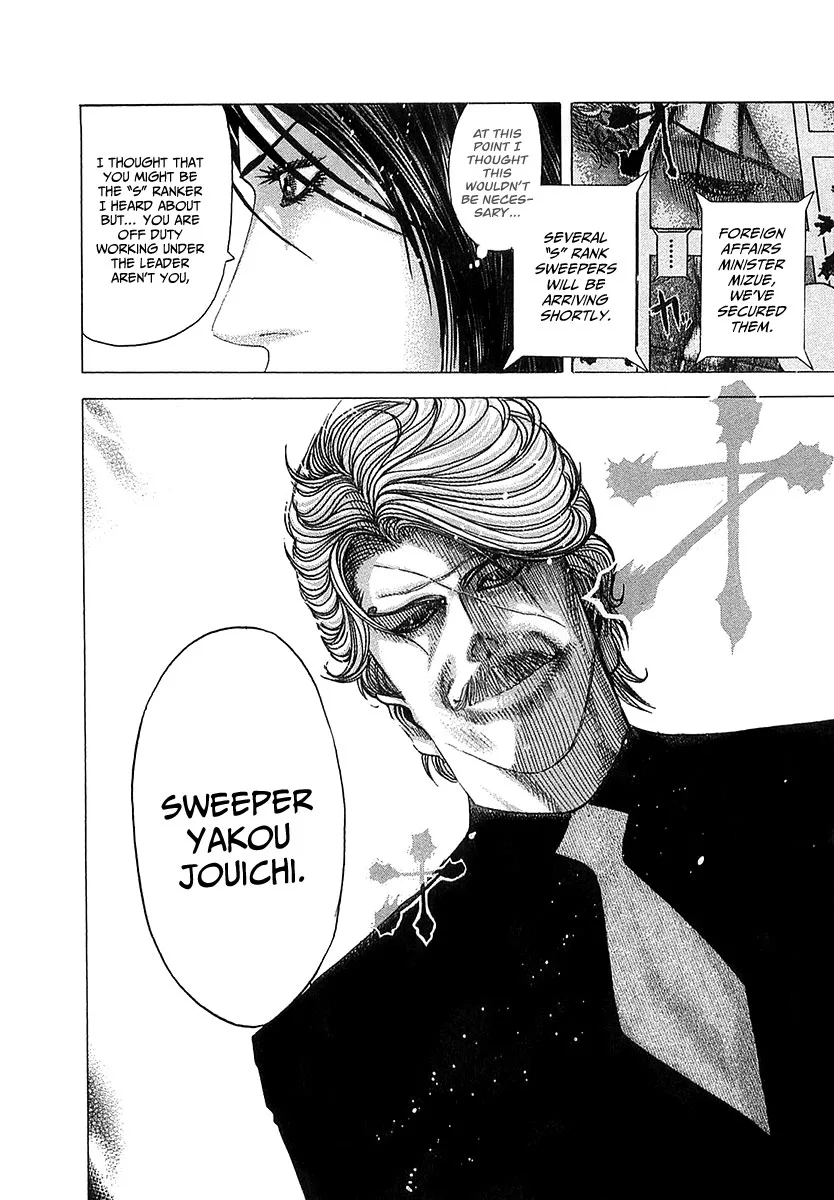 FOREIGN
AFFAIRS
MINISTER
MIZUE,
WE'VE
SECURED
THEM.
......
SEVERAL
"S" RANK
SWEEPERS
WILL BE
ARRIVING
SHORTLY.
AT THIS
POINT I
THOUGHT
THIS
WOULDN'T
BE NECES-
SARY...
I THOUGHT THAT
YOU MIGHT BE
THE "S" RANKER
I HEARD ABOUT
BUT... YOU ARE
OFF DUTY
WORKING UNDER
THE LEADER
AREN'T YOU,
SWEEPER
YAKOU
JOUICHI.